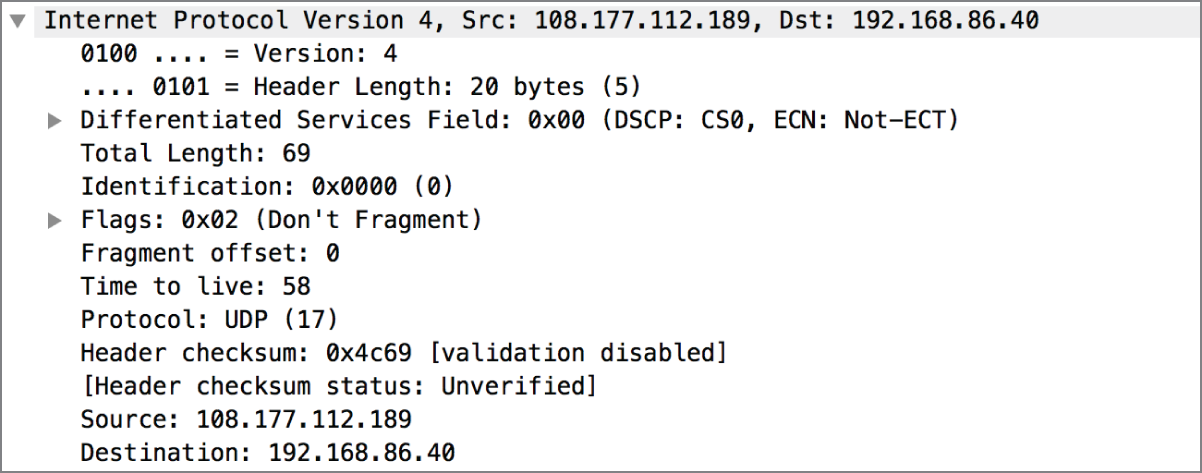 Internet Protocol Version 4, Src: 108.177.112.189, Dst: 192.168.86.40
0100 .... = Version: 4
.... 0101 = Header Length: 20 bytes (5)
Differentiated Services Field: 0x00 (DSCP: CS0, ECN: Not-ECT)
Total Length: 69
Identification: 0x0000 (0)
Flags: 0x02 (Don't Fragment)
Fragment offset: 0
Time to live: 58
Protocol: UDP (17)
Header checksum: 0x4c69 [validation disabled]
[Header checksum status: Unverified]
Source: 108.177.112.189
Destination: 192.168.86.40